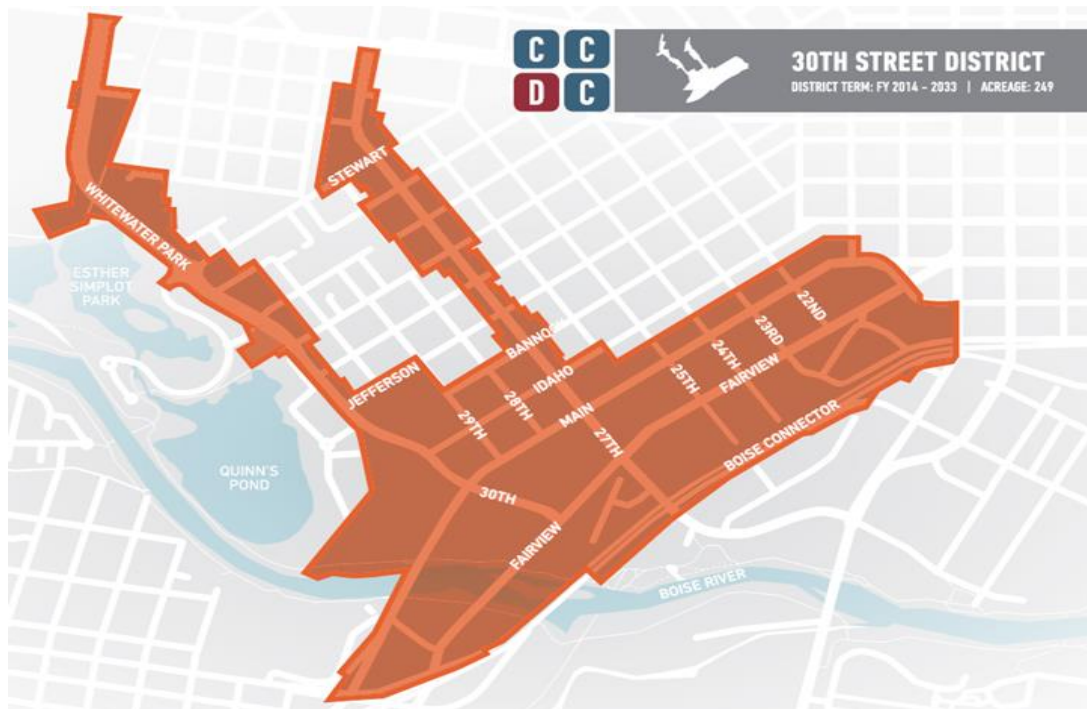 C C
D C
30TH STREET DISTRICT
DISTRICT TERM: FY 2014 - 2033 | ACREAGE: 249
STEWART
WHITEWATER PARK
ESTHER
SIMPLOT
PARK
BANNOCK
22ND
23RD
24TH
IDAHO
FAIRVIEW
JEFFERSON
25TH
28TH
MAIN
29TH
27TH
BOISE CONNECTOR
QUINN'S
POND
30TH
FAIRVIEW
BOISE RIVER